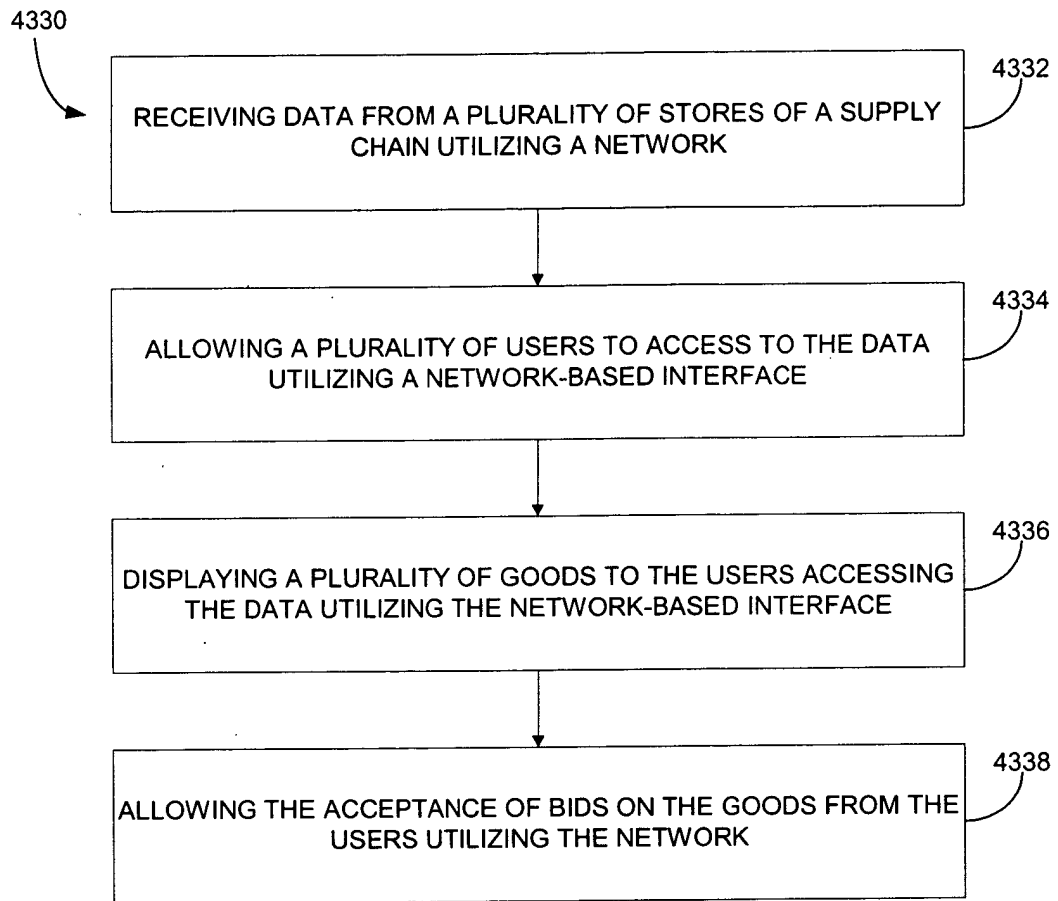 4330
4332
RECEIVING DATA FROM A PLURALITY OF STORES OF A SUPPLY
CHAIN UTILIZING A NETWORK
4334
ALLOWING A PLURALITY OF USERS TO ACCESS TO THE DATA
UTILIZING A NETWORK-BASED INTERFACE
4336
DISPLAYING A PLURALITY OF GOODS TO THE USERS ACCESSING
THE DATA UTILIZING THE NETWORK-BASED INTERFACE
4338
ALLOWING THE ACCEPTANCE OF BIDS ON THE GOODS FROM THE
USERS UTILIZING THE NETWORK